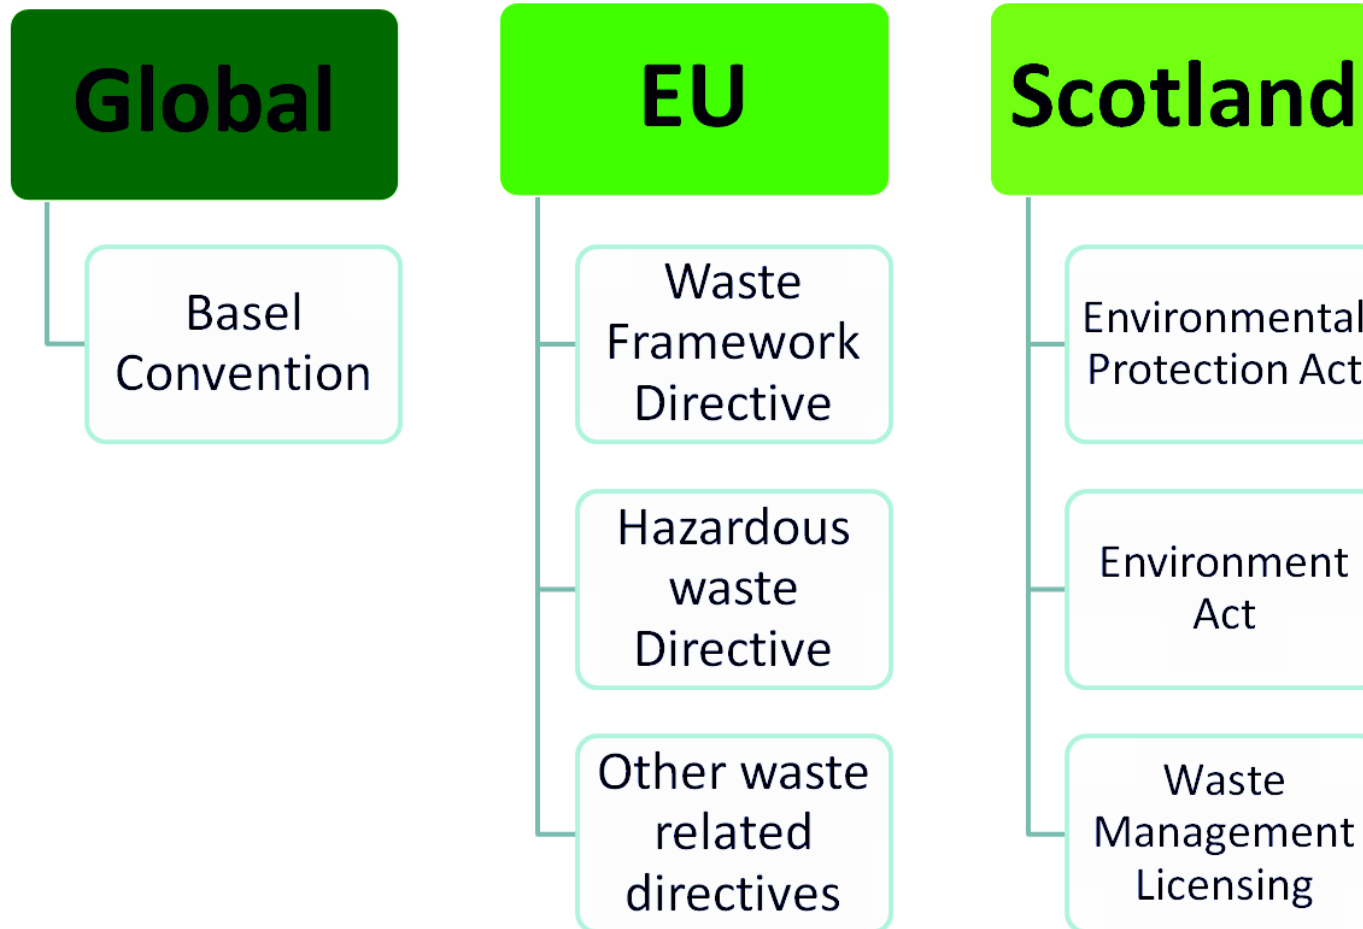 Global
Basel
Convention
EU
Waste
Framework
Directive
Hazardous
waste
Directive
Other waste
related
directives
Scotland
Environmental
Protection Act
Environment
Act
Waste
Management
Licensing